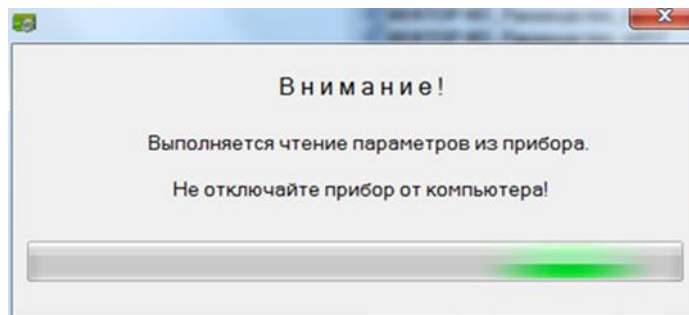 Внимание!
Выполняется чтение параметров из прибора.
Не отключайте прибор от компьютера!